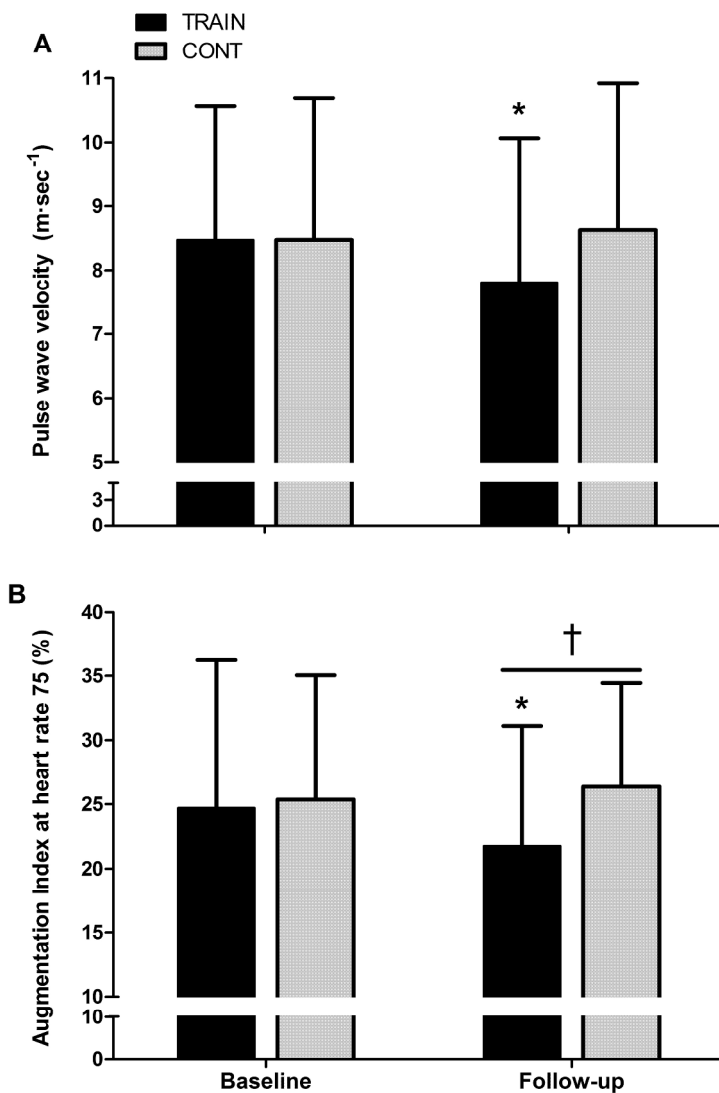 TRAIN
CONT
A
Pulse wave velocity (m·sec⁻¹)
11
10
9
8
7
6
5
3
0
*
B
Augmentation Index at heart rate 75 (%)
40
35
30
25
20
15
10
10
0
†
*
Baseline
Follow-up